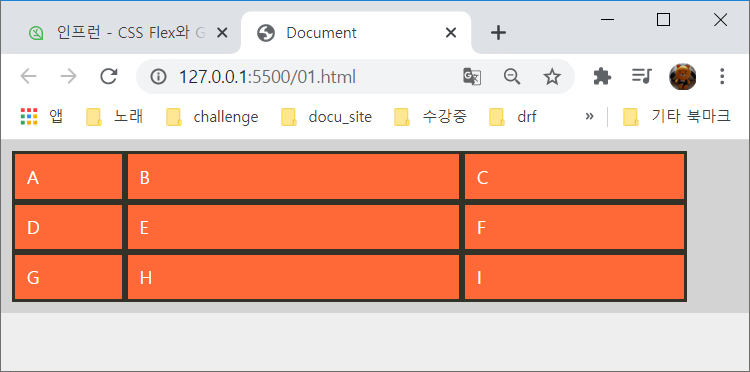 인프런 - CSS Flex와 G
Document
127.0.0.1:5500/01.html
앱 노래 challenge docu_site 수강중 drf » 기타 북마크
A B C
D E F
G H I